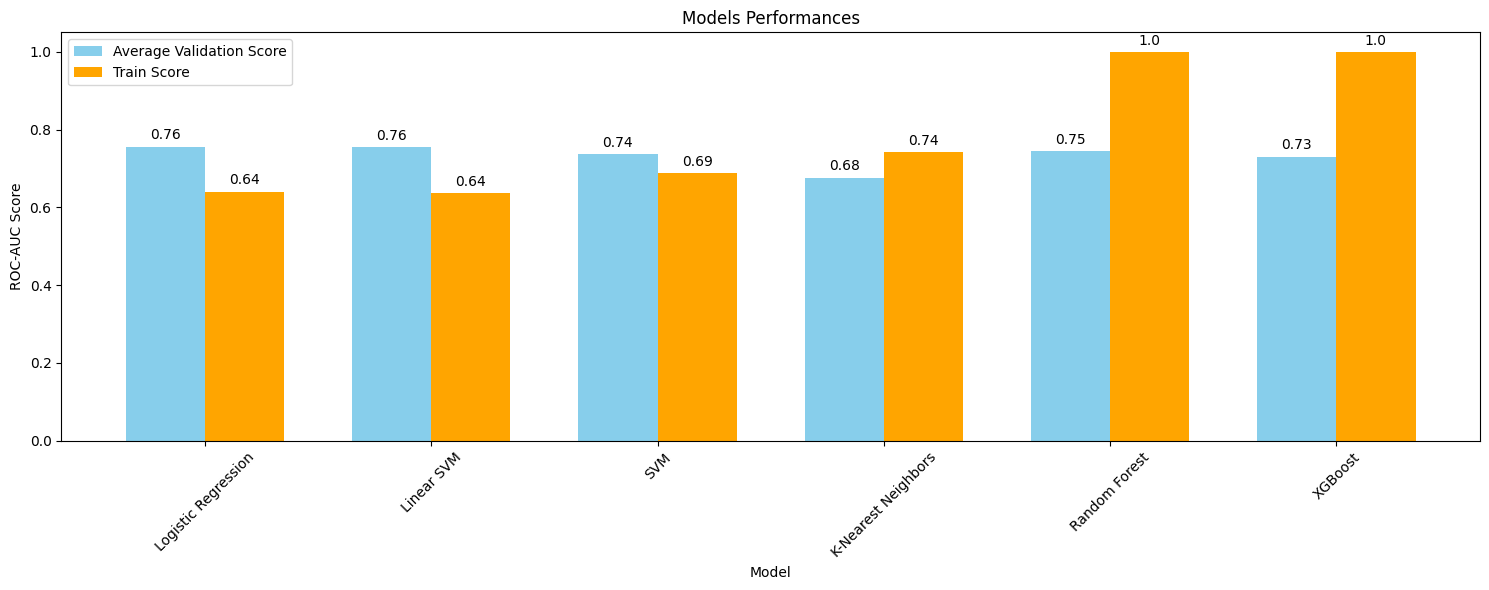 Models Performances
Average Validation Score
Train Score
ROC-AUC Score
1.0
0.8
0.6
0.4
0.2
0.0
0.76
0.64
0.76
0.64
0.74
0.69
0.68
0.74
0.75
1.0
0.73
1.0
Logistic Regression
Linear SVM
SVM
K-Nearest Neighbors
Random Forest
XGBoost
Model